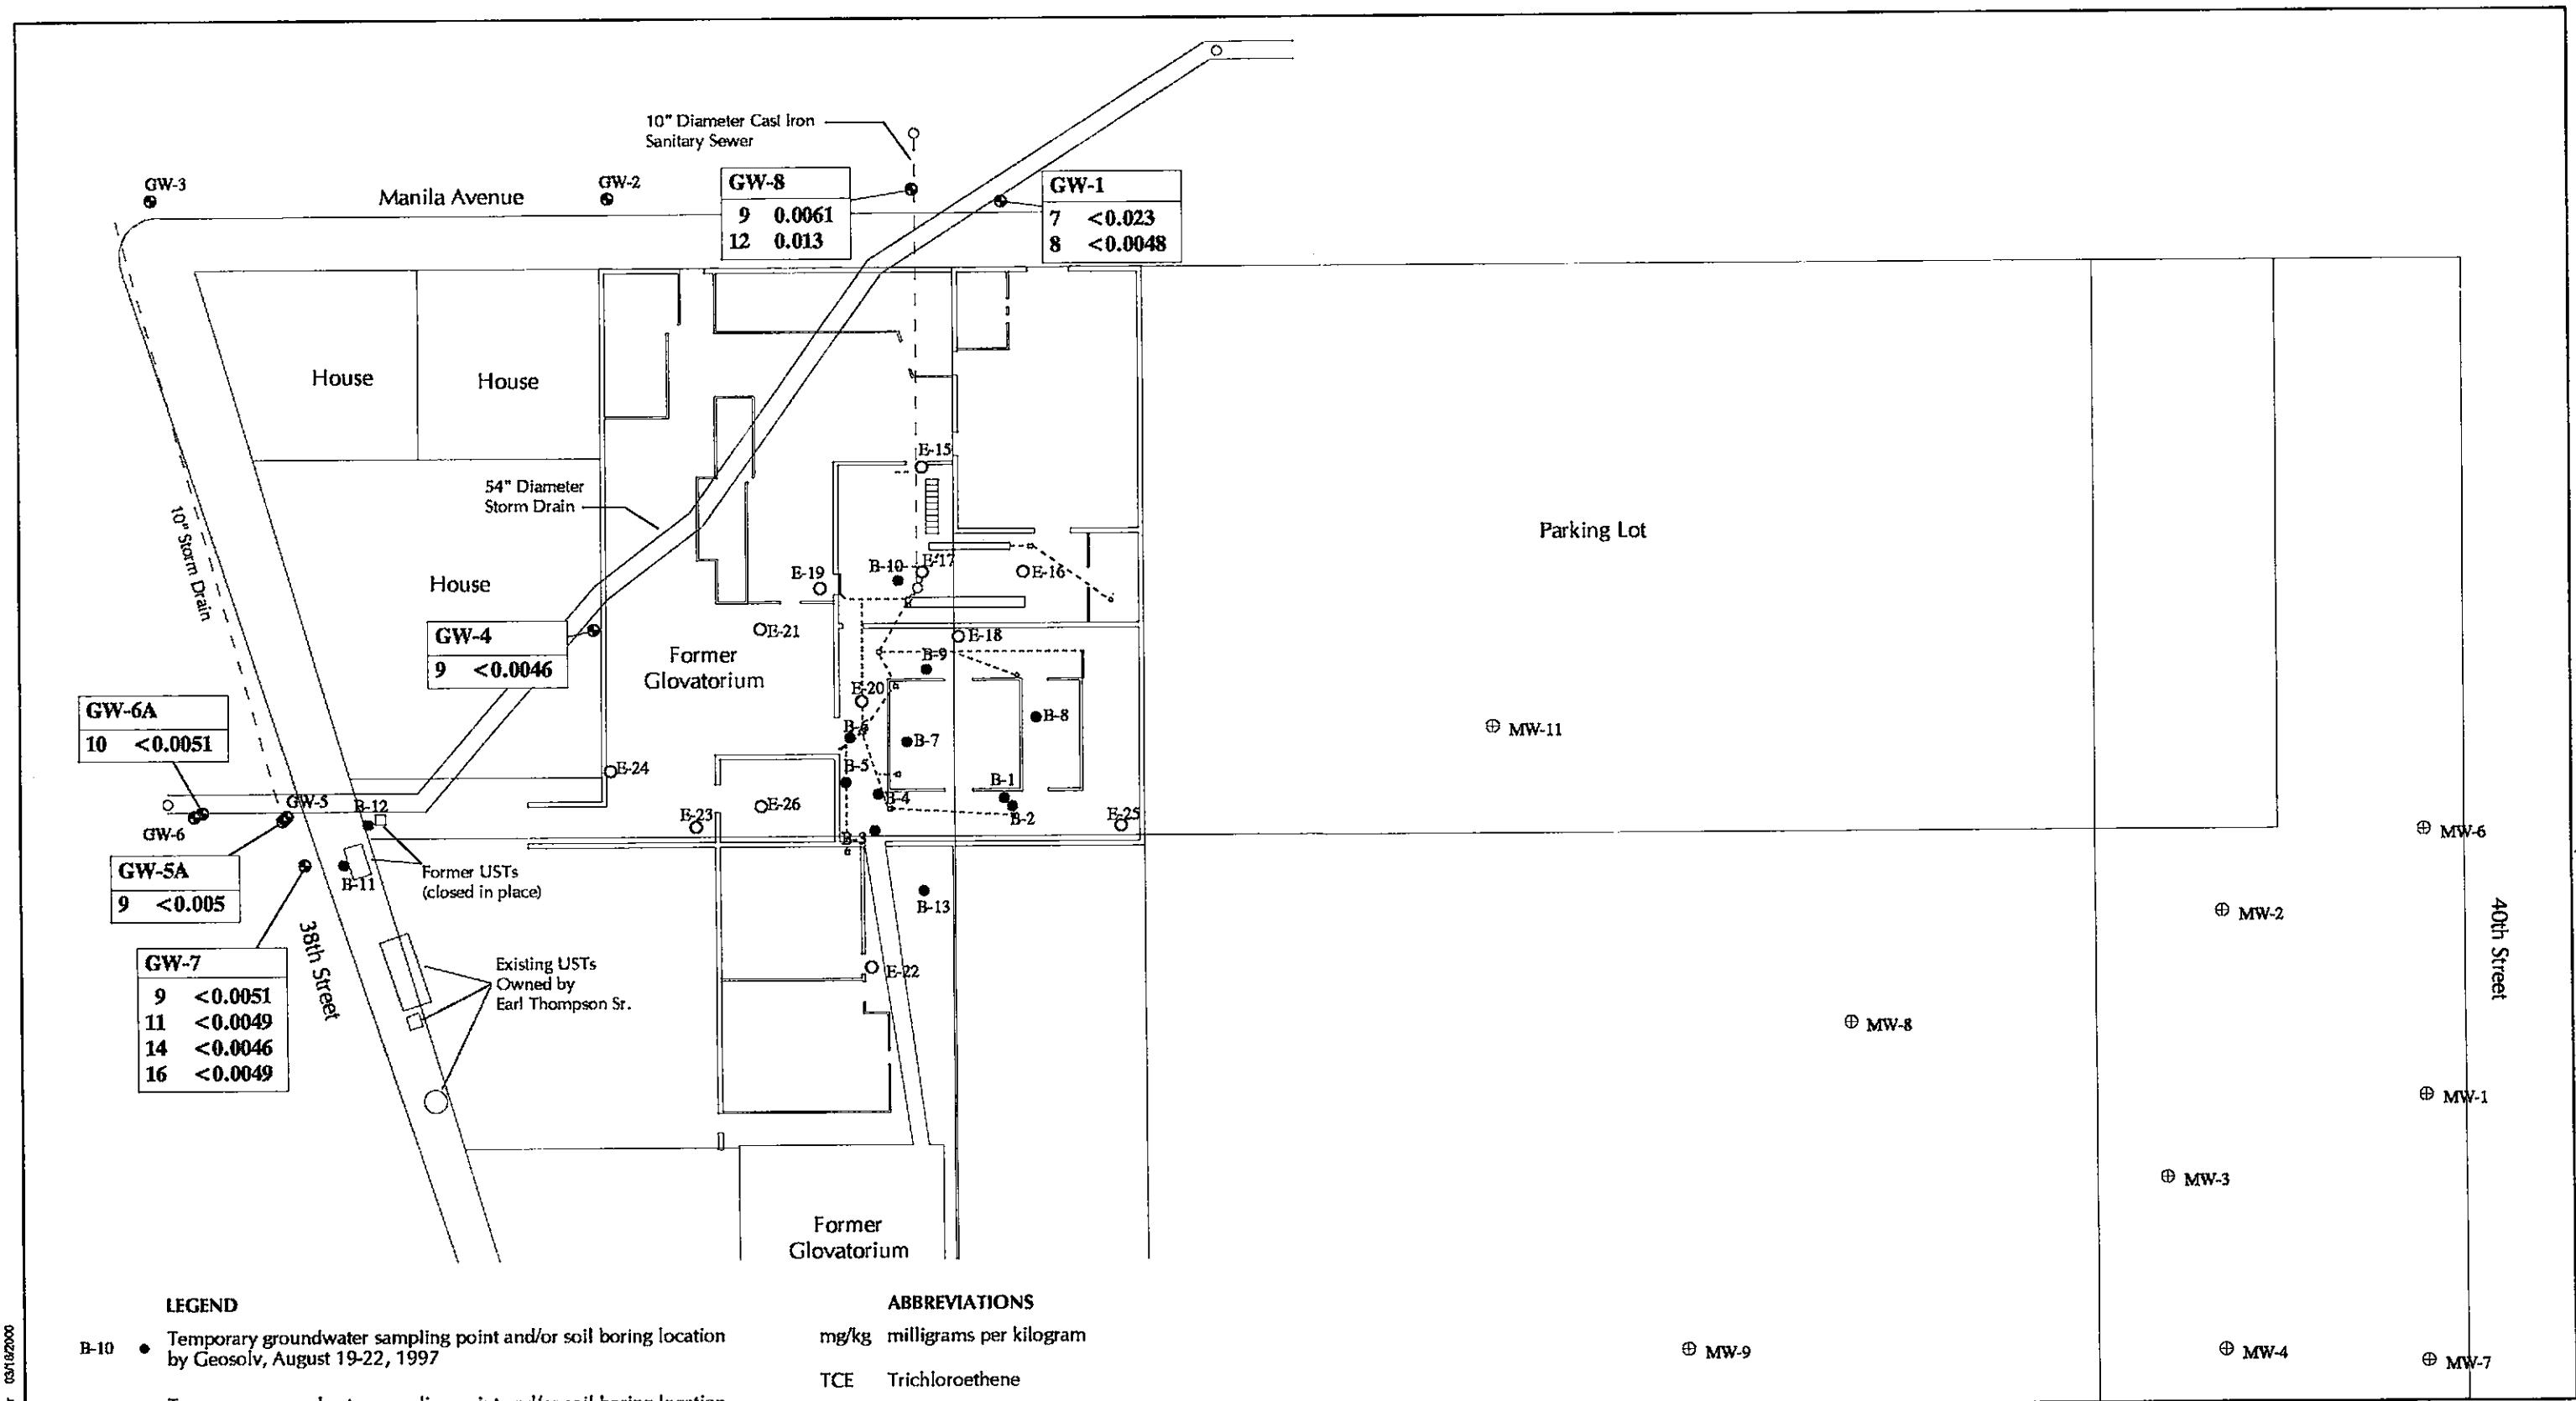 10" Diameter Cast Iron
Sanitary Sewer
GW-3
Manila Avenue
GW-2
GW-8
9 0.0061
12 0.013
GW-1
7 <0.023
8 <0.0048
House
House
E-15
54" Diameter
Storm Drain
10" Storm Drain
Parking Lot
House
E-19
B-10
E-17
E-16
GW-4
9 <0.0046
E-21
E-18
Former
Glovatorium
B-9
E-20
GW-6A
10 <0.0051
B-6
B-7
B-8
MW-11
E-24
B-5
B-1
GW-5
B-12
E-26
B-4
E-23
B-2
E-25
GW-6
B-3
MW-6
GW-5A
9 <0.005
B-11
Former USTs
(closed in place)
B-13
MW-2
40th Street
38th Street
GW-7
9 <0.0051
11 <0.0049
14 <0.0046
16 <0.0049
Existing USTs
Owned by
Earl Thompson Sr.
E-22
MW-8
MW-1
MW-3
Former
Glovatorium
MW-9
MW-4
MW-7
LEGEND
B-10 Temporary groundwater sampling point and/or soil boring location
by Geosolv, August 19-22, 1997
ABBREVIATIONS
mg/kg milligrams per kilogram
TCE Trichloroethene
03/16/2000